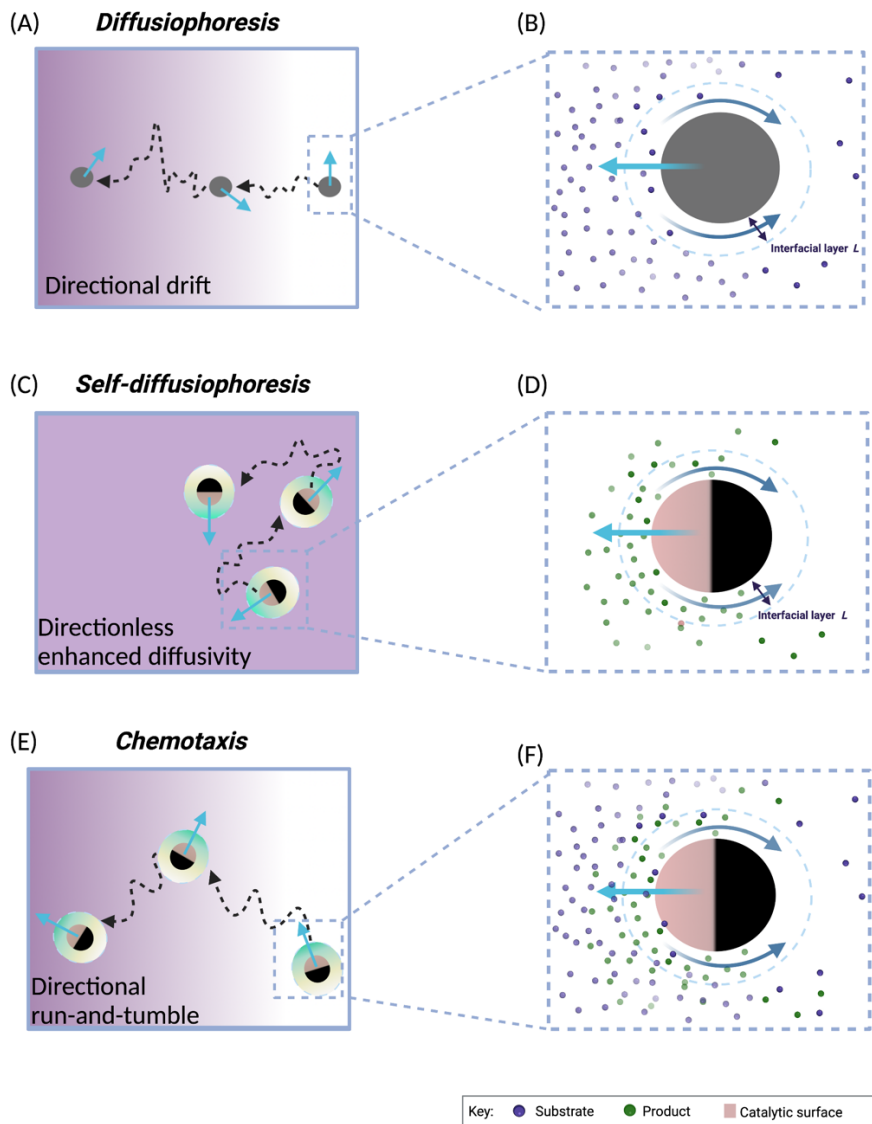 (A)
Diffusiophoresis
(B)
Directional drift
Interfacial layer L
(C)
Self-diffusiophoresis
(D)
Directionless
enhanced diffusivity
Interfacial layer L
(E)
Chemotaxis
(F)
Directional
run-and-tumble
Key: Substrate Product Catalytic surface